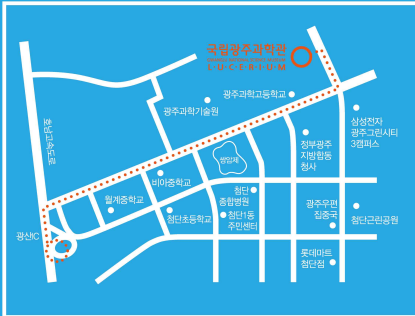 국립광주과학관
LUCERIUM
광주과학고등학교
광주과학기술원
삼성전자
광주그린시티
3캠퍼스
호남고속도로
쌍암제
정부광주
지방합동
청사
비아중학교
월계중학교
첨단
종합병원
첨단초등학교
첨단1동
주민센터
광주우편
집중국
첨단근린공원
광산IC
롯데마트
첨단점